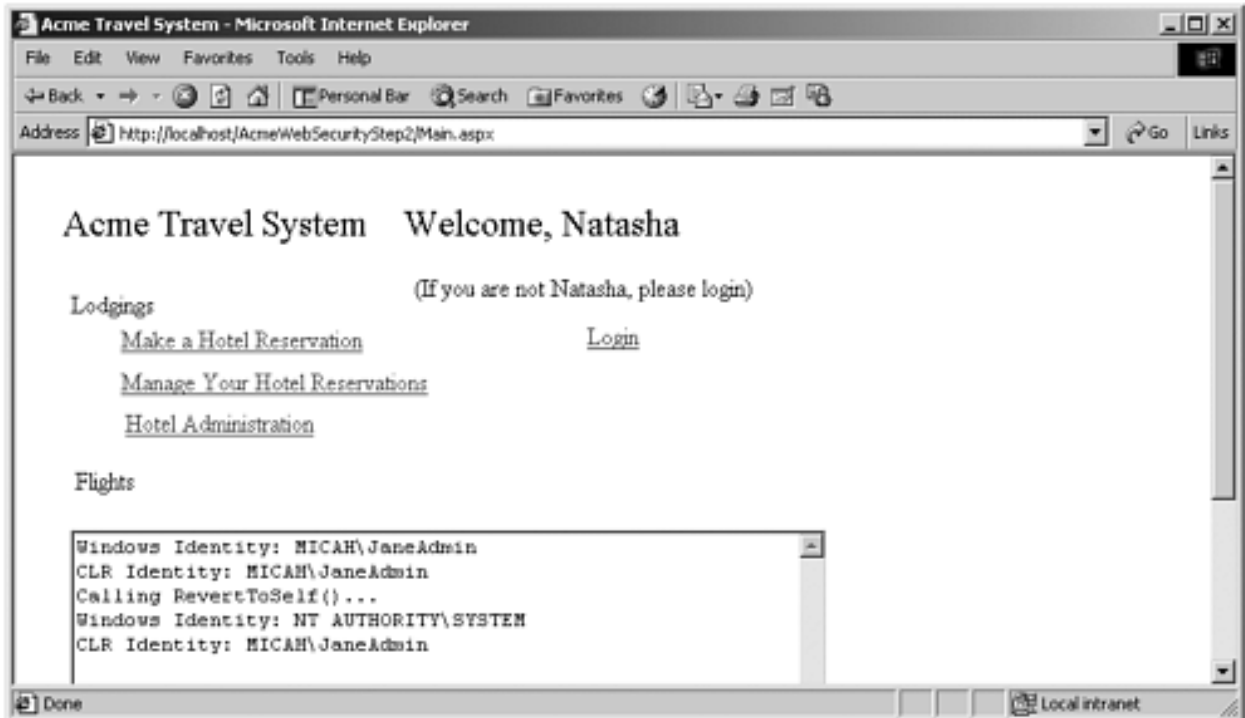 Acme Travel System - Microsoft Internet Explorer
File Edit View Favorites Tools Help
Back Personal Bar Search Favorites
Address http://localhost/AcmeWebSecurityStep2/Main.aspx Go Links
Acme Travel System Welcome, Natasha
(If you are not Natasha, please login)
Lodgings
Make a Hotel Reservation Login
Manage Your Hotel Reservations
Hotel Administration
Flights
Windows Identity: MICAH\JaneAdmin
CLR Identity: MICAH\JaneAdmin
Calling RevertToSelf()...
Windows Identity: NT AUTHORITY\SYSTEM
CLR Identity: MICAH\JaneAdmin
Done Local intranet